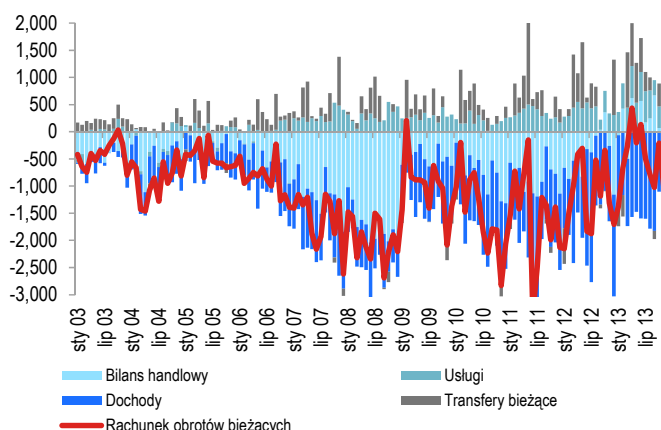 2,000
1,500
1,000
500
0
-500
-1,000
-1,500
-2,000
-2,500
-3,000
sty 03
lip 03
sty 04
lip 04
sty 05
lip 05
sty 06
lip 06
sty 07
lip 07
sty 08
lip 08
sty 09
lip 09
sty 10
lip 10
sty 11
lip 11
sty 12
lip 12
sty 13
lip 13
Bilans handlowy
Usługi
Dochody
Transfery bieżące
Rachunek obrotów bieżących